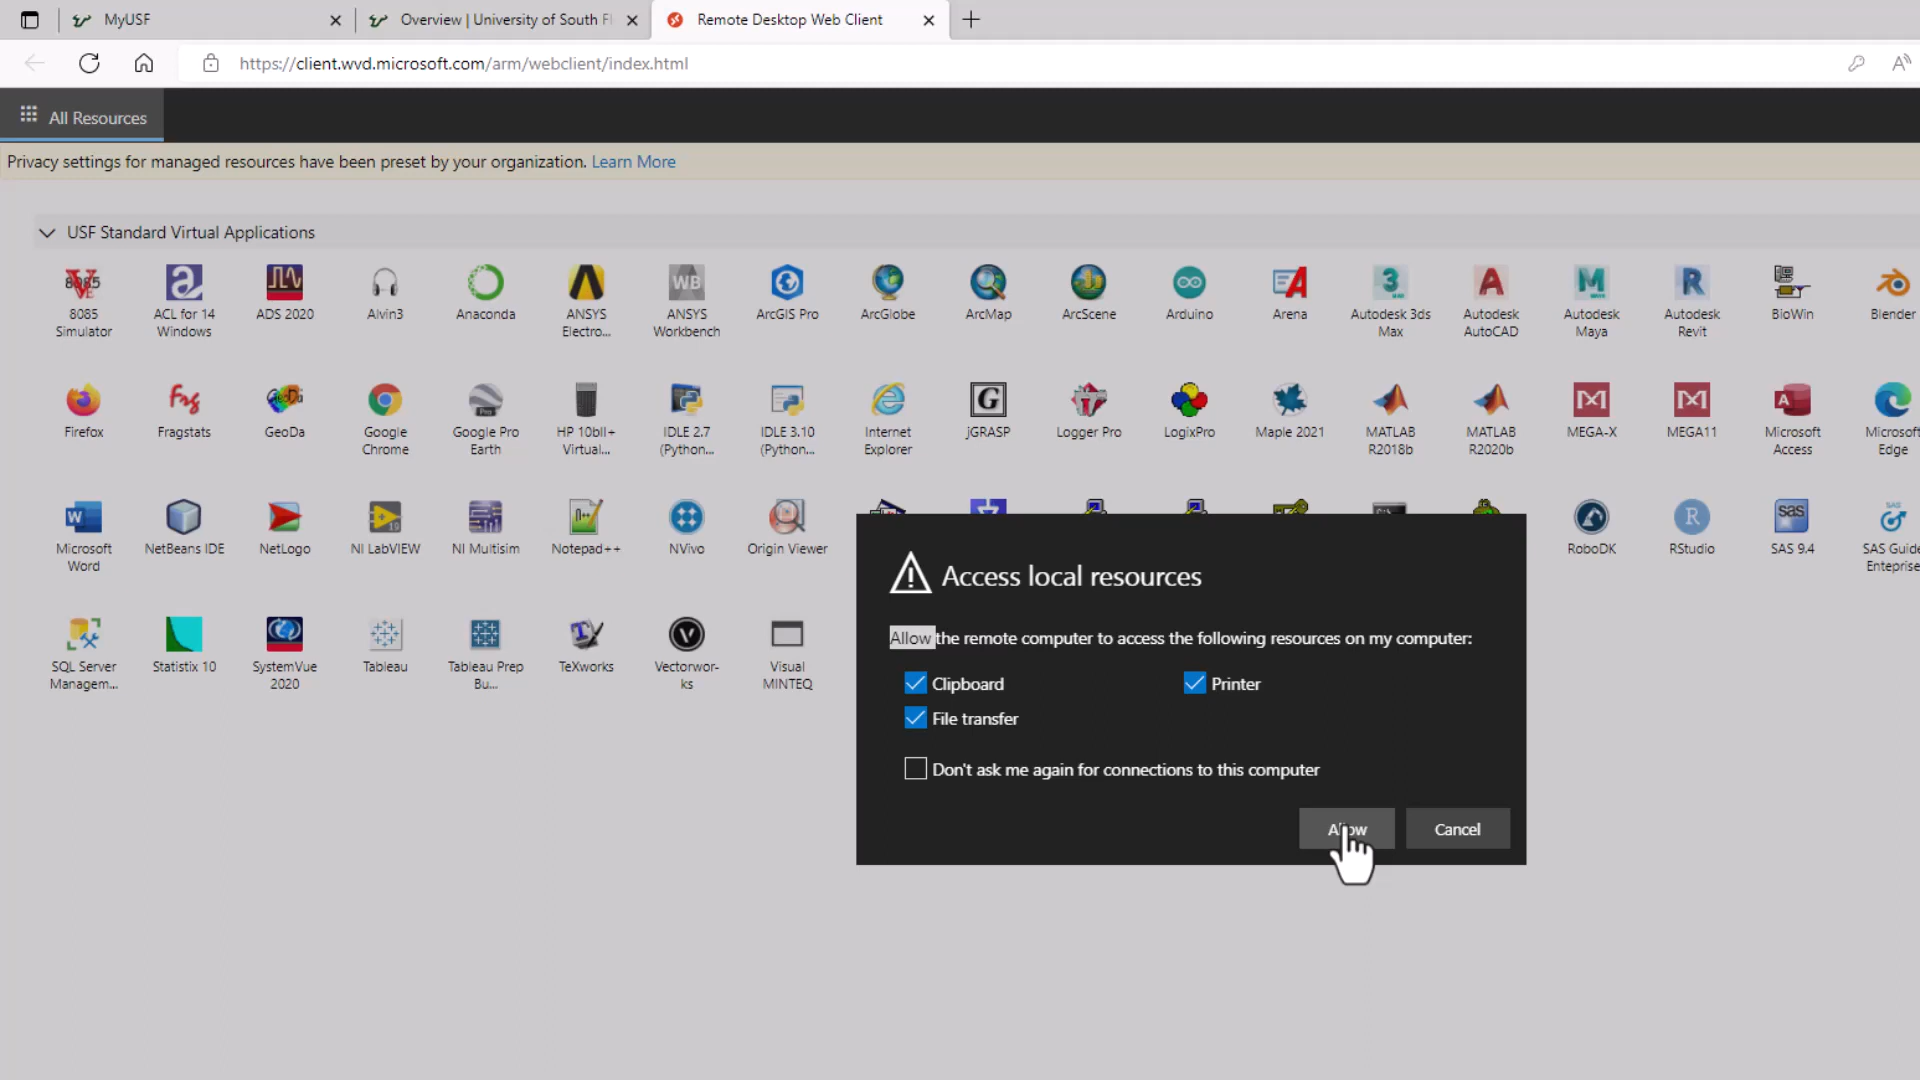 MyUSF
Overview | University of South Fl
Remote Desktop Web Client
https://client.wvd.microsoft.com/arm/webclient/index.html
All Resources
Privacy settings for managed resources have been preset by your organization. Learn More
USF Standard Virtual Applications
8085 Simulator
ACL for 14 Windows
ADS 2020
Alvin3
Anaconda
ANSYS Electro...
ANSYS Workbench
ArcGIS Pro
ArcGlobe
ArcMap
ArcScene
Arduino
Arena
Autodesk 3ds Max
Autodesk AutoCAD
Autodesk Maya
Autodesk Revit
BioWin
Blender
Firefox
Fragstats
GeoDa
Google Chrome
Google Pro Earth
HP 10bII+ Virtual...
IDLE 2.7 (Python...
IDLE 3.10 (Python...
Internet Explorer
jGRASP
Logger Pro
LogixPro
Maple 2021
MATLAB R2018b
MATLAB R2020b
MEGA-X
MEGA11
Microsoft Access
Microsoft Edge
Microsoft Word
NetBeans IDE
NetLogo
NI LabVIEW
NI Multisim
Notepad++
NVivo
Origin Viewer
RoboDK
RStudio
SAS 9.4
SAS Guide Enteprise
SQL Server Managem...
Statistix 10
SystemVue 2020
Tableau
Tableau Prep Bu...
TeXworks
Vectorwor-ks
Visual MINTEQ
Access local resources
Allow the remote computer to access the following resources on my computer:
Clipboard
Printer
File transfer
Don't ask me again for connections to this computer
Allow
Cancel